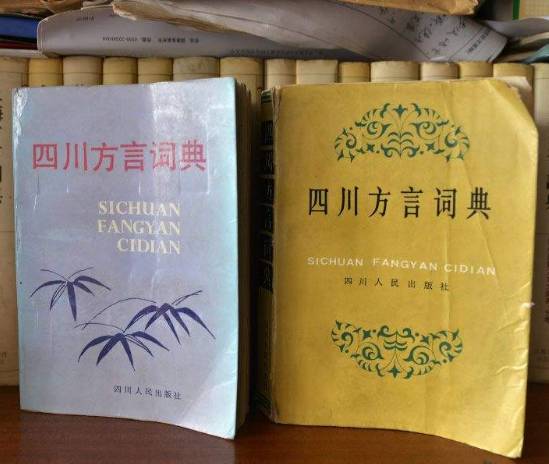 四川方言词典
SICHUAN
FANGYAN
CIDIAN
四川人民出版社
四川方言词典
SICHUAN FANGYAN CIDIAN
四川人民出版社